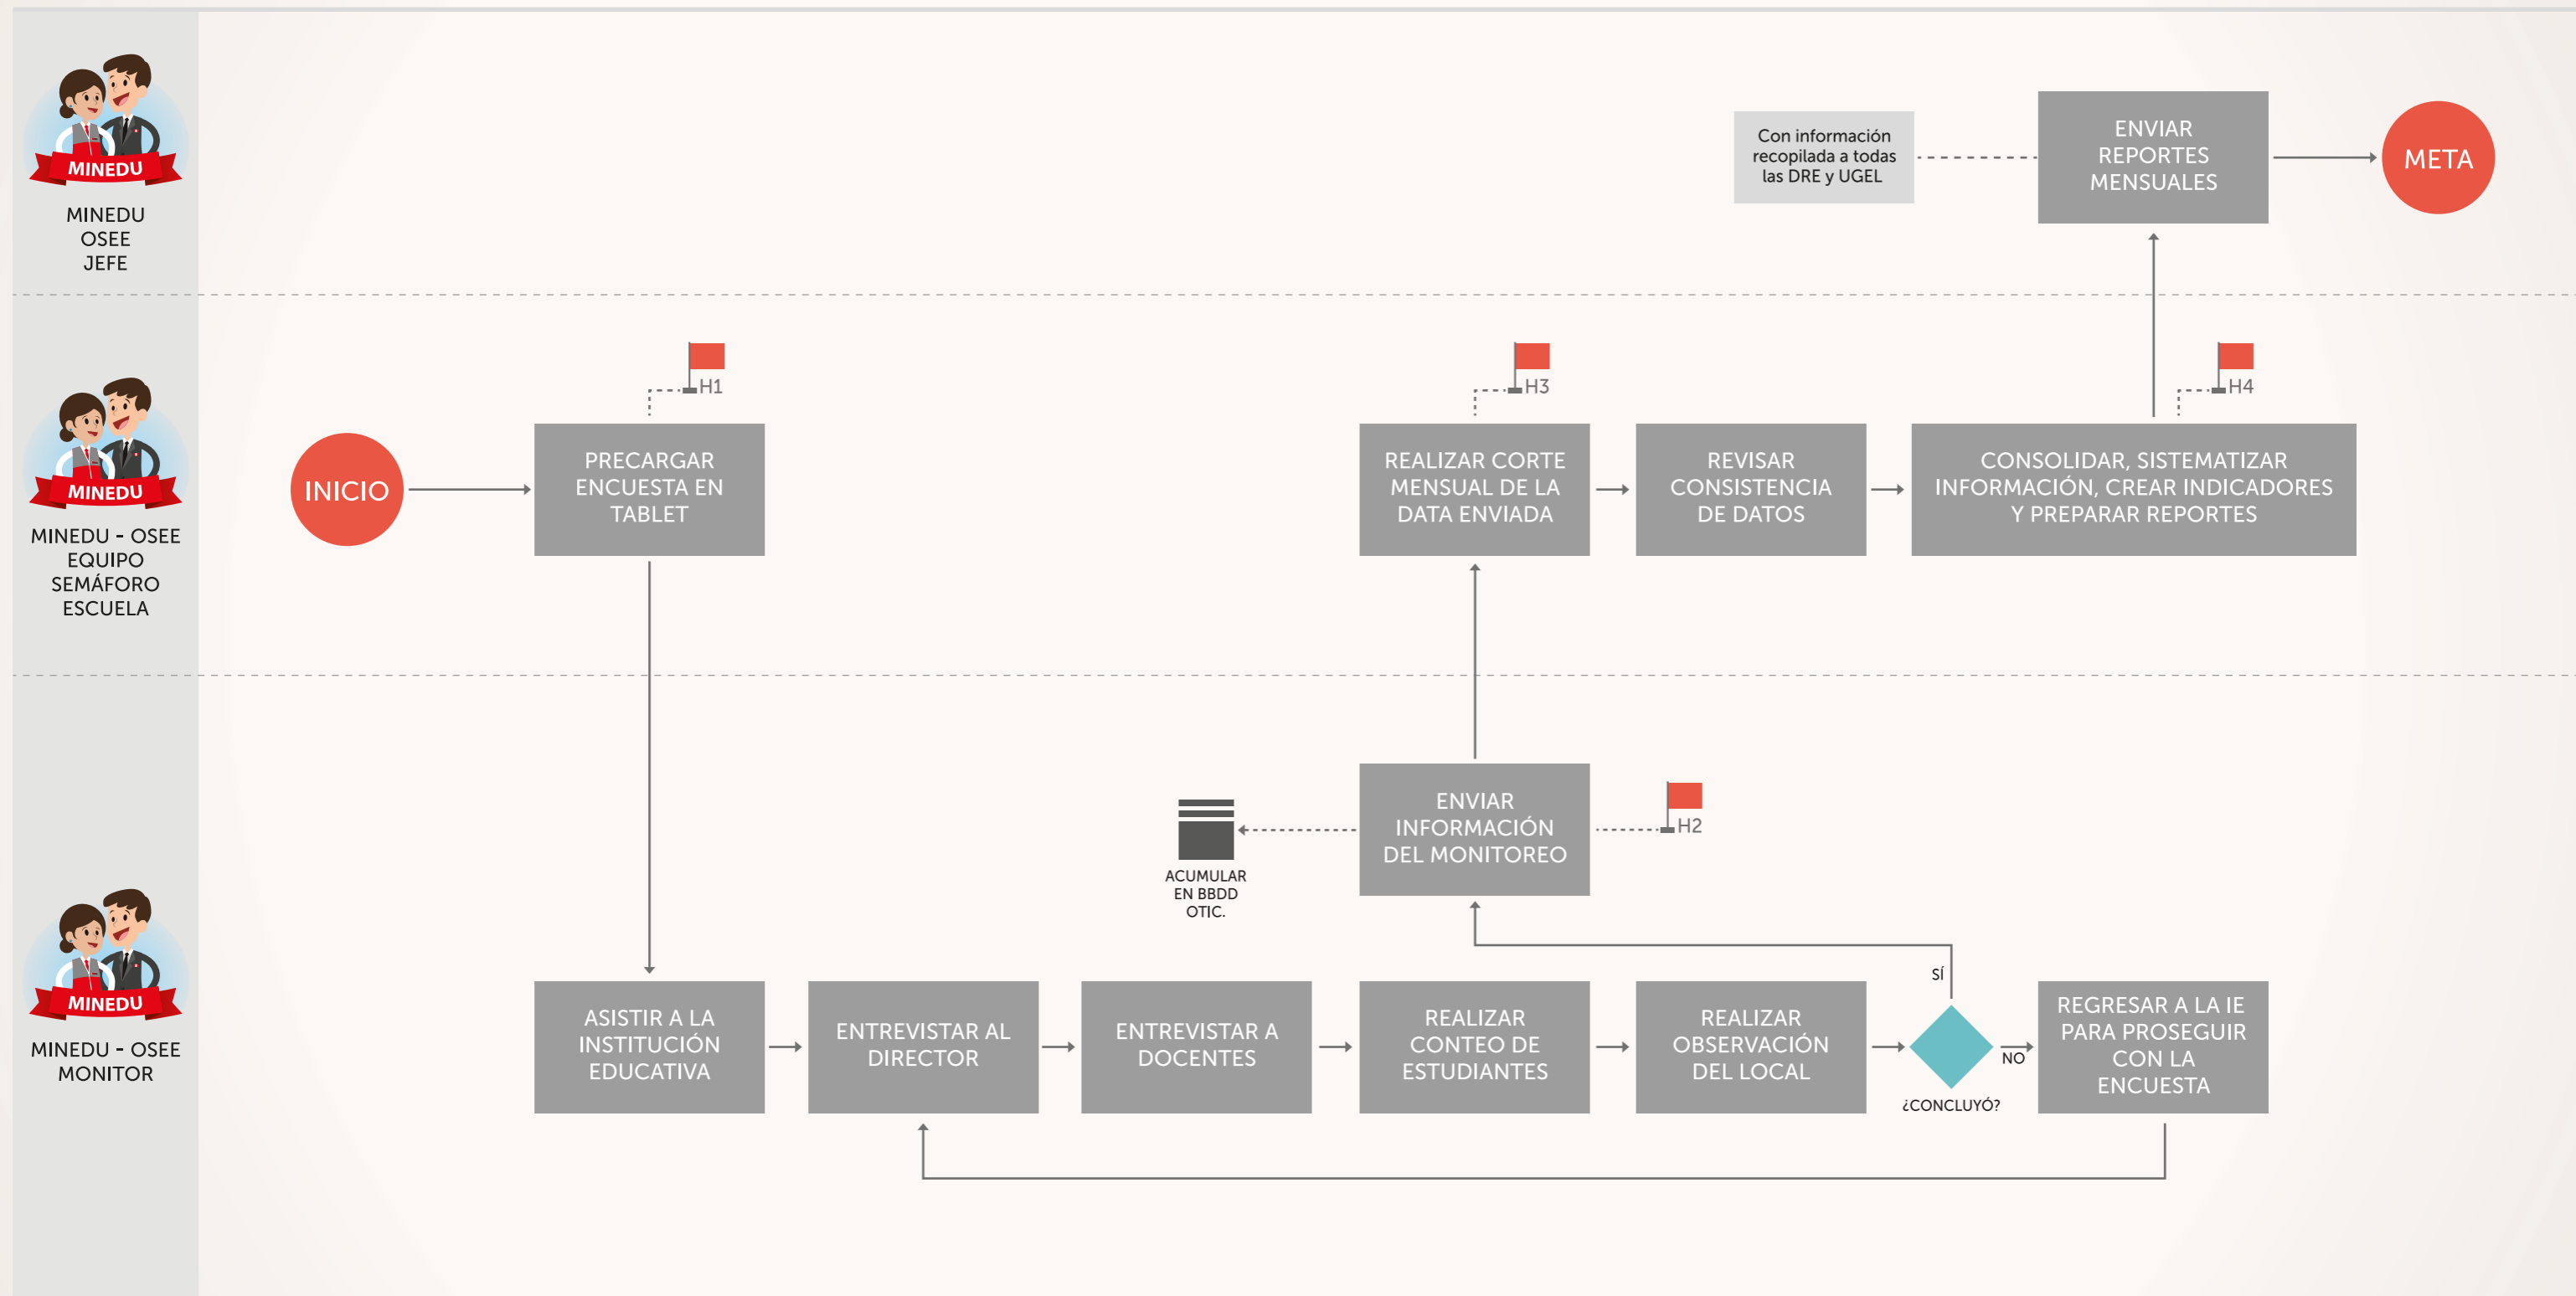 MINEDU
MINEDU
OSEE
JEFE
Con información
recopilada a todas
las DRE y UGEL
ENVIAR
REPORTES
MENSUALES
META
MINEDU
MINEDU - OSEE
EQUIPO
SEMÁFORO
ESCUELA
INICIO
H1
PRECARGAR
ENCUESTA EN
TABLET
H3
REALIZAR CORTE
MENSUAL DE LA
DATA ENVIADA
REVISAR
CONSISTENCIA
DE DATOS
H4
CONSOLIDAR, SISTEMATIZAR
INFORMACIÓN, CREAR INDICADORES
Y PREPARAR REPORTES
MINEDU
MINEDU - OSEE
MONITOR
ACUMULAR
EN BBDD
OTIC.
ENVIAR
INFORMACIÓN
DEL MONITOREO
H2
ASISTIR A LA
INSTITUCIÓN
EDUCATIVA
ENTREVISTAR AL
DIRECTOR
ENTREVISTAR A
DOCENTES
REALIZAR
CONTEO DE
ESTUDIANTES
REALIZAR
OBSERVACIÓN
DEL LOCAL
SÍ
¿CONCLUYÓ?
NO
REGRESAR A LA IE
PARA PROSEGUIR
CON LA
ENCUESTA